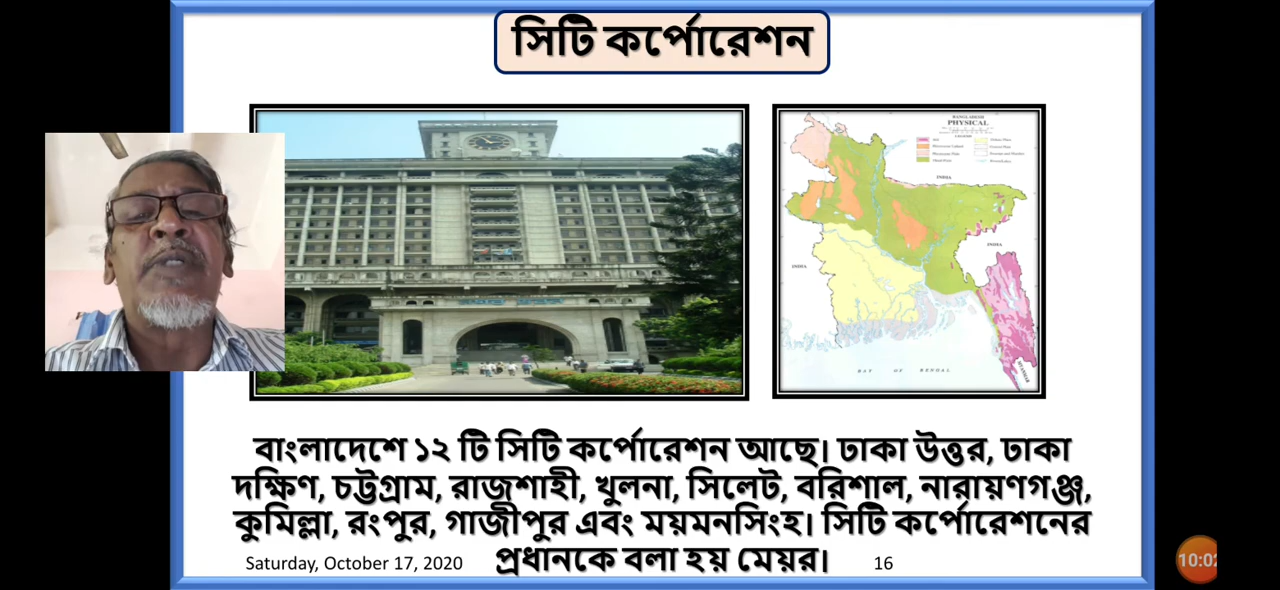 সিটি কর্পোরেশন
BANGLADESH
PHYSICAL
INDIA
INDIA
INDIA
BAY OF BENGAL
বাংলাদেশে ১২ টি সিটি কর্পোরেশন আছে। ঢাকা উত্তর, ঢাকা
দক্ষিণ, চট্টগ্রাম, রাজশাহী, খুলনা, সিলেট, বরিশাল, নারায়ণগঞ্জ,
কুমিল্লা, রংপুর, গাজীপুর এবং ময়মনসিংহ। সিটি কর্পোরেশনের
প্রধানকে বলা হয় মেয়র।
Saturday, October 17, 2020
16
10:02